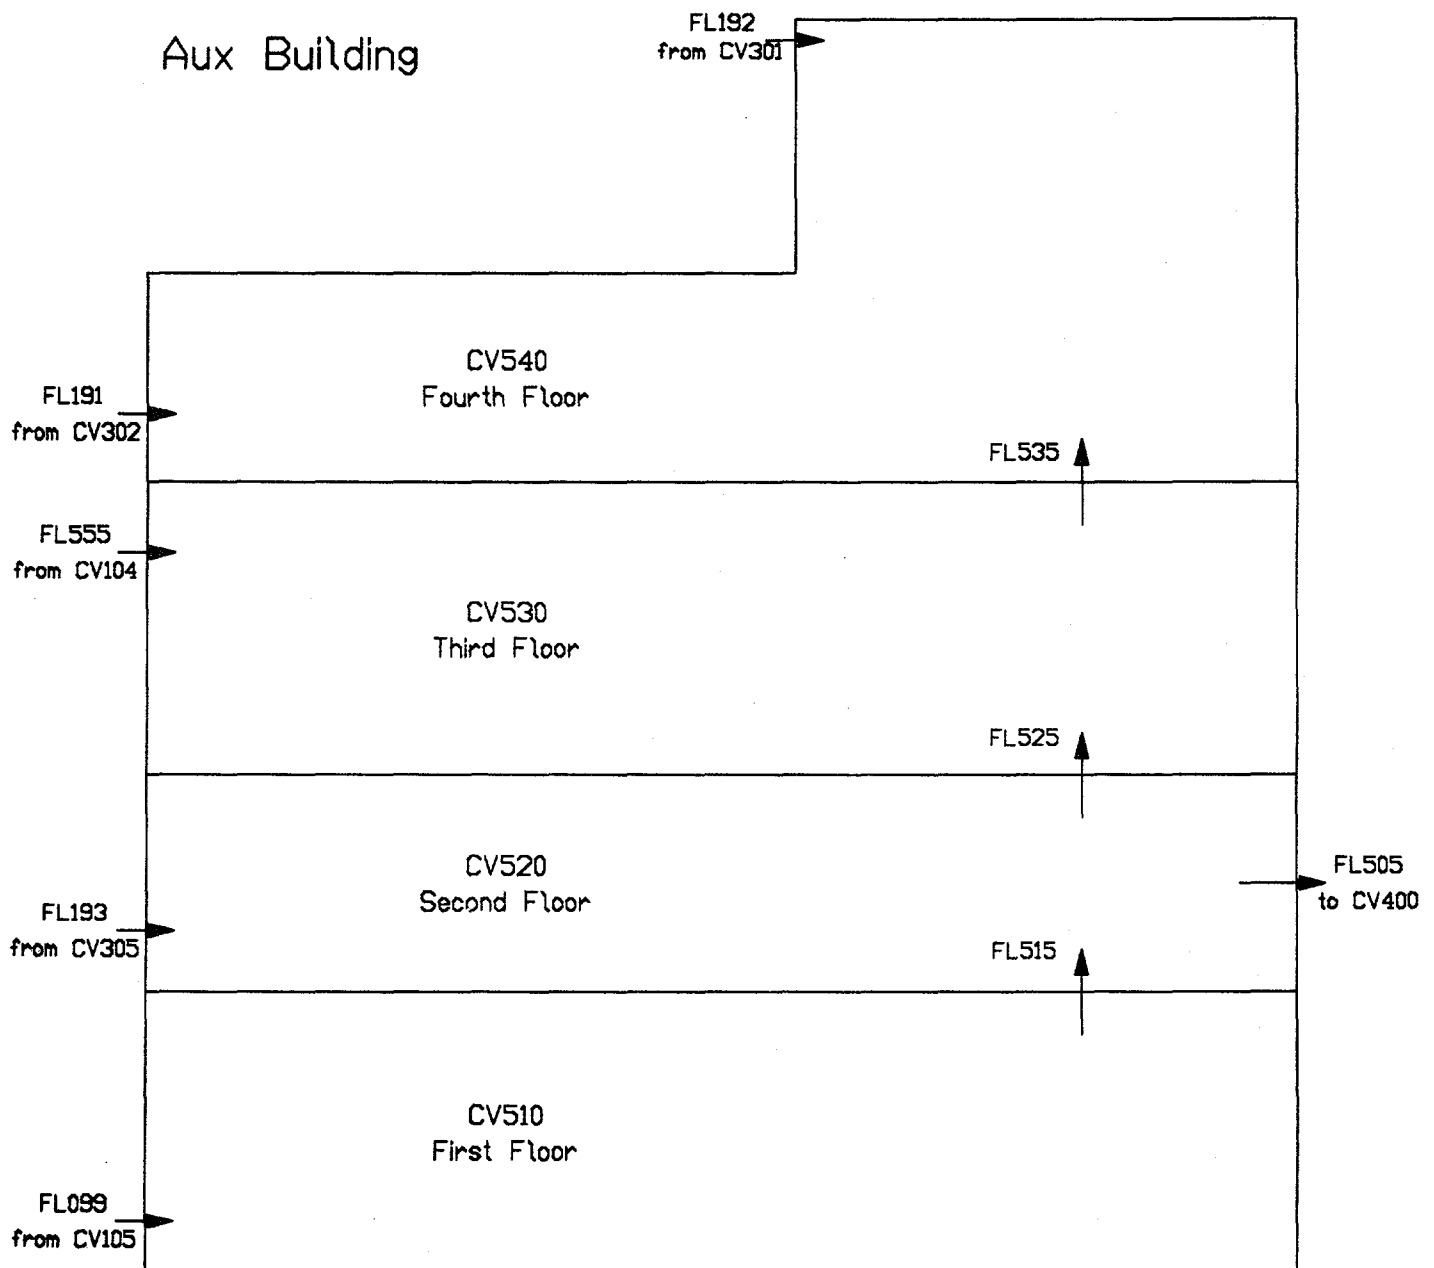 Aux Building
FL192
from CV301
CV540
Fourth Floor
FL191
from CV302
FL535
FL555
from CV104
CV530
Third Floor
FL525
CV520
Second Floor
FL505
to CV400
FL193
from CV305
FL515
CV510
First Floor
FL099
from CV105